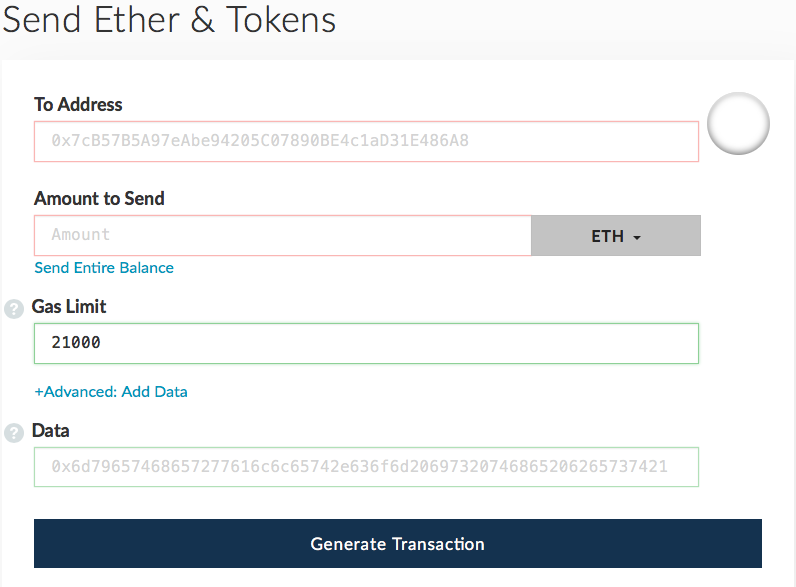 Send Ether & Tokens
To Address
0x7cB57B5A97eAbe94205C07890BE4c1aD31E486A8
Amount to Send
Amount
ETH
Send Entire Balance
? Gas Limit
21000
+Advanced: Add Data
? Data
0x6d79657468657277616c6c65742e636f6d20697320746865206265737421
Generate Transaction